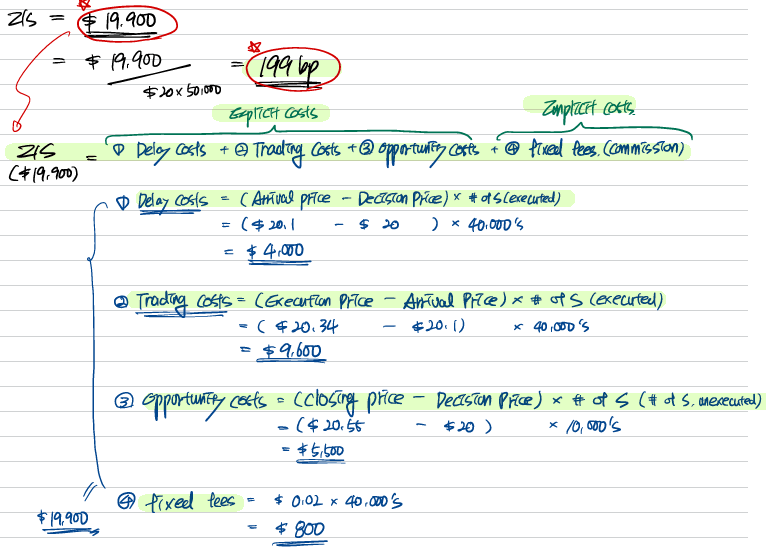 IS = $ 19,900
= $ 19,900 / $20 x 50,000 = 199 bp
Explicit costs Implicit costs.
IS ($19,900) = ① Delay costs + ② Trading costs + ③ opportunity costs + ④ fixed fees. (commission)
① Delay costs = (Arrival price - Decision Price) x # of S (executed)
= ($ 20.1 - $ 20 ) x 40,000's
= $ 4,000
② Trading costs = (Execution Price - Arrival Price) x # of S (executed)
= ( $ 20.34 - $20.1) x 40,000's
= $ 9,600
③ opportunity costs = (closing price - Decision Price) x # of S (# of S. unexecuted)
= ($ 20.55 - $20 ) x 10,000's
= $5,500
④ fixed fees = $ 0.02 x 40,000's
$19,900
= $ 800